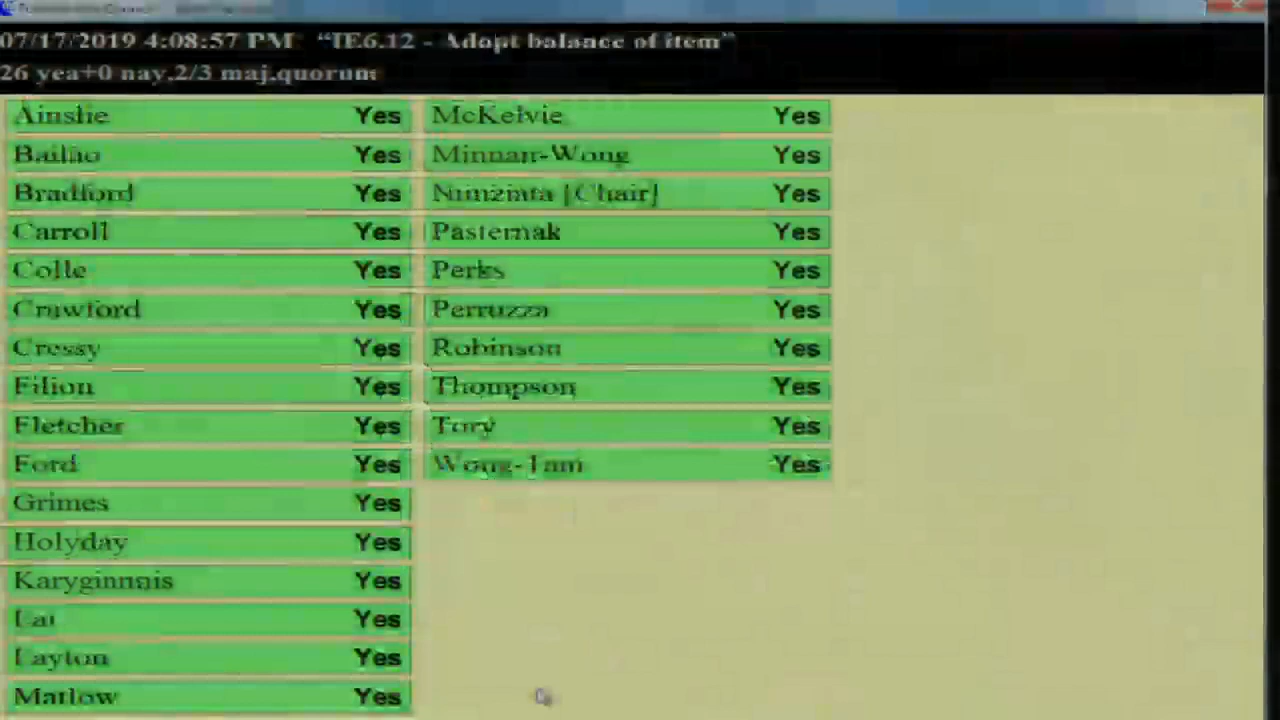 07/17/2019 4:08:57 PM "IE6.12 - Adopt balance of item"
26 yea+0 nay,2/3 maj,quorum
Ainslie Yes
Bailao Yes
Bradford Yes
Carroll Yes
Colle Yes
Crawford Yes
Cressy Yes
Filion Yes
Fletcher Yes
Ford Yes
Grimes Yes
Holyday Yes
Karygiannis Yes
Lai Yes
Layton Yes
Matlow Yes
McKelvie Yes
Minnan-Wong Yes
Nunziata [Chair] Yes
Pasternak Yes
Perks Yes
Perruzza Yes
Robinson Yes
Thompson Yes
Tory Yes
Wong-Tam Yes